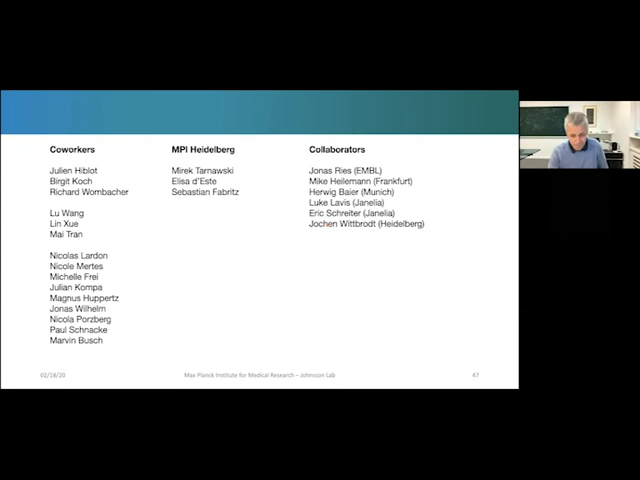 Coworkers
Julien Hiblot
Birgit Koch
Richard Wombacher
Lu Wang
Lin Xue
Mai Tran
Nicolas Lardon
Nicole Mertes
Michelle Frei
Julian Kompa
Magnus Huppertz
Jonas Wilhelm
Nicola Porzberg
Paul Schnacke
Marvin Busch
MPI Heidelberg
Mirek Tarnawski
Elisa d'Este
Sebastian Fabritz
Collaborators
Jonas Ries (EMBL)
Mike Heilemann (Frankfurt)
Herwig Baier (Munich)
Luke Lavis (Janelia)
Eric Schreiter (Janelia)
Jochen Wittbrodt (Heidelberg)
02/18/20
Max Planck Institute for Medical Research – Johnsson Lab
47